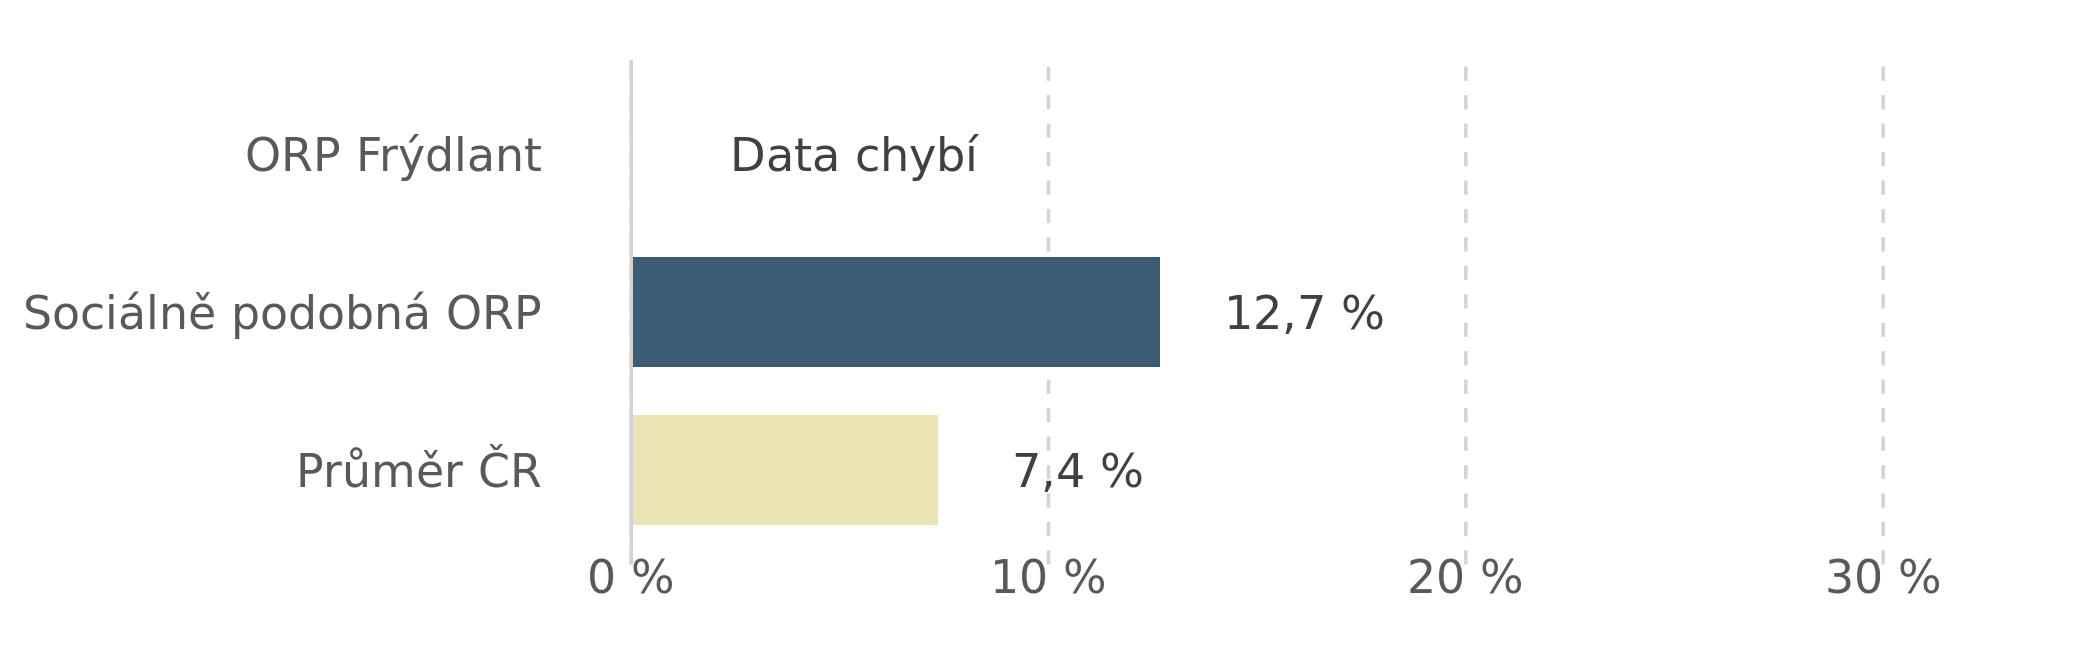 ORP Frýdlant
Data chybí
Sociálně podobná ORP
12,7 %
Průměr ČR
7,4 %
0 %
10 %
20 %
30 %